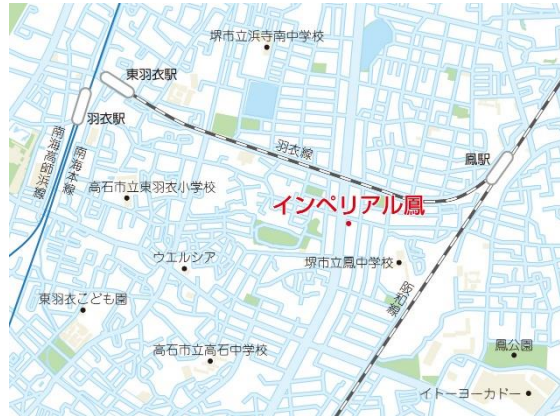 堺市立浜寺南中学校
東羽衣駅
羽衣駅
羽衣線
鳳駅
南海高師浜線
南海本線
高石市立東羽衣小学校
インペリアル鳳
ウエルシア
堺市立鳳中学校
阪和線
東羽衣こども園
高石市立高石中学校
鳳公園
イトーヨーカドー